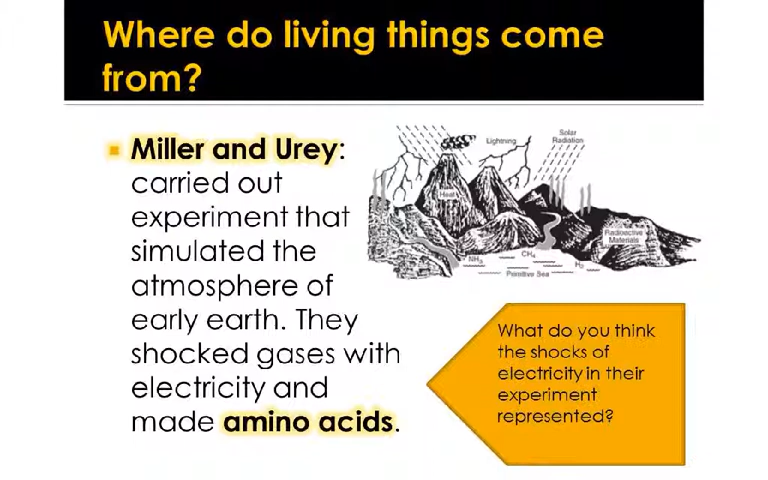 Where do living things come
from?
Miller and Urey:
carried out
experiment that
simulated the
atmosphere of
early earth. They
shocked gases with
electricity and
made amino acids.
Lightning
Solar
Radiation
Heat
Radioactive
Materials
NH₃
CH₄
H₂
Primitive Sea
What do you think
the shocks of
electricity in their
experiment
represented?